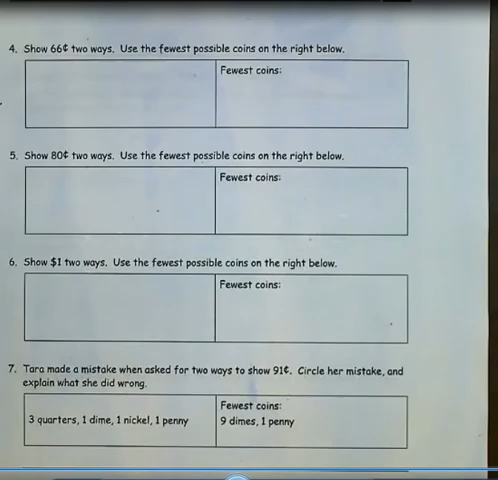 4. Show 66¢ two ways. Use the fewest possible coins on the right below.
Fewest coins:
5. Show 80¢ two ways. Use the fewest possible coins on the right below.
Fewest coins:
6. Show $1 two ways. Use the fewest possible coins on the right below.
Fewest coins:
7. Tara made a mistake when asked for two ways to show 91¢. Circle her mistake, and
explain what she did wrong.
3 quarters, 1 dime, 1 nickel, 1 penny
Fewest coins:
9 dimes, 1 penny